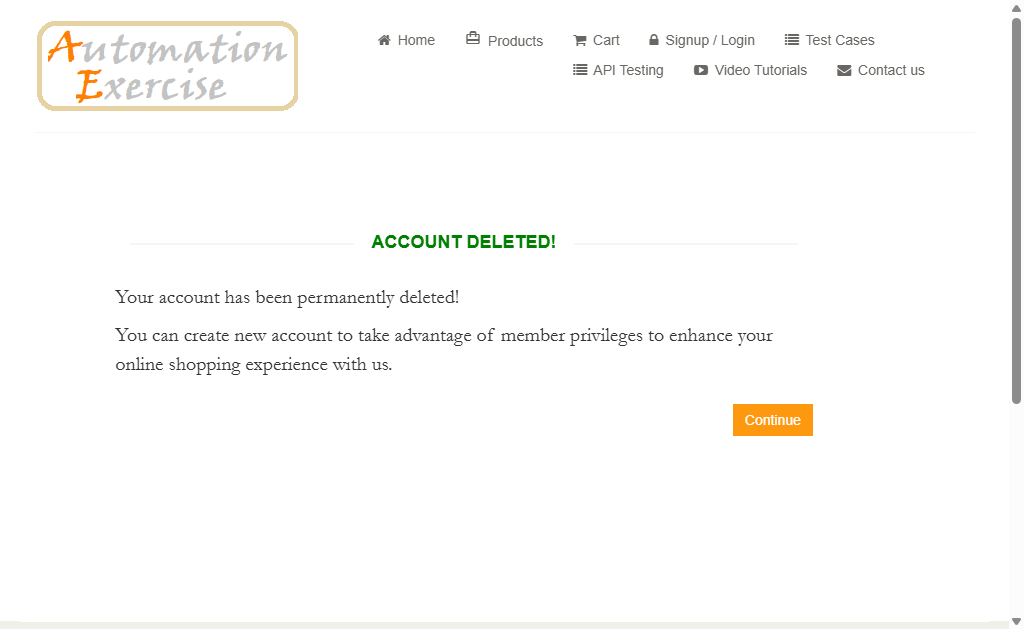 Automation
Exercise
Home
Products
Cart
Signup / Login
Test Cases
API Testing
Video Tutorials
Contact us
ACCOUNT DELETED!
Your account has been permanently deleted!
You can create new account to take advantage of member privileges to enhance your
online shopping experience with us.
Continue